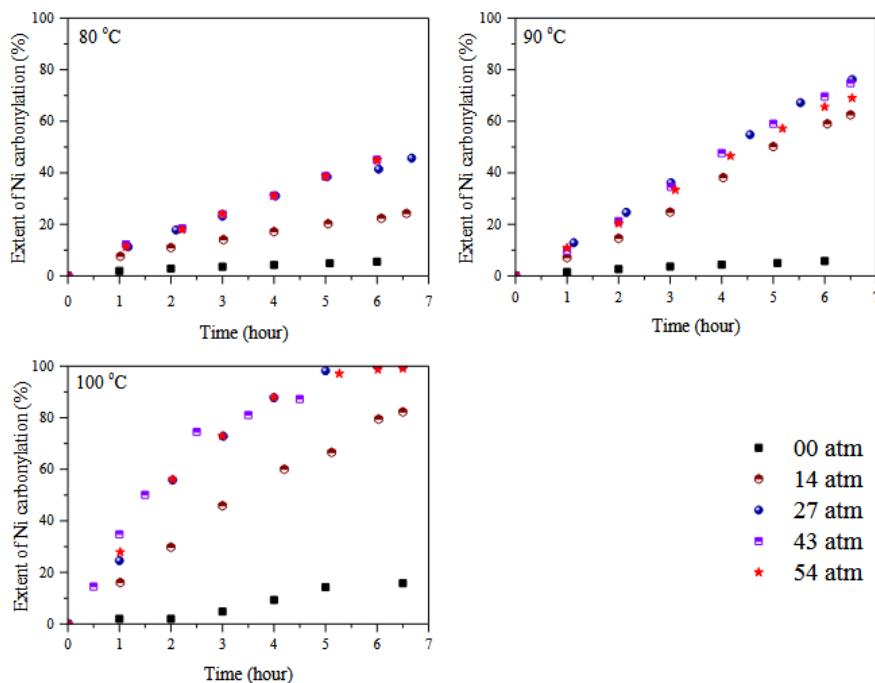 80 °C
Extent of Ni carbonylation (%)
100
80
60
40
20
0
0 1 2 3 4 5 6 7
Time (hour)
90 °C
Extent of Ni carbonylation (%)
100
80
60
40
20
0
0 1 2 3 4 5 6 7
Time (hour)
100 °C
Extent of Ni carbonylation (%)
100
80
60
40
20
0
0 1 2 3 4 5 6 7
Time (hour)
00 atm
14 atm
27 atm
43 atm
54 atm